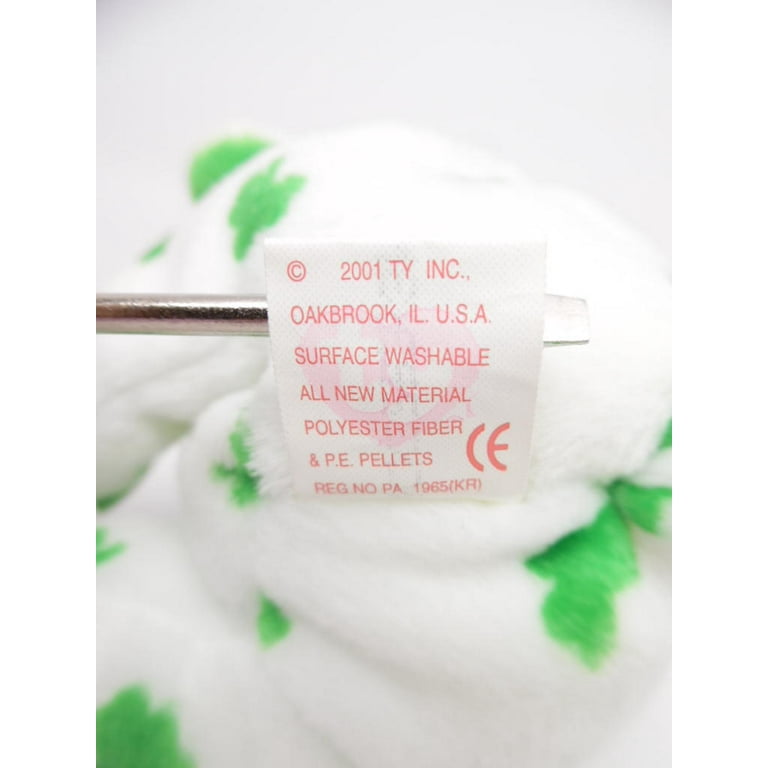 © 2001 TY INC.,
OAKBROOK, IL. U.S.A.
SURFACE WASHABLE
ALL NEW MATERIAL
POLYESTER FIBER
& P.E. PELLETS CE
REG NO PA 1965(KR)